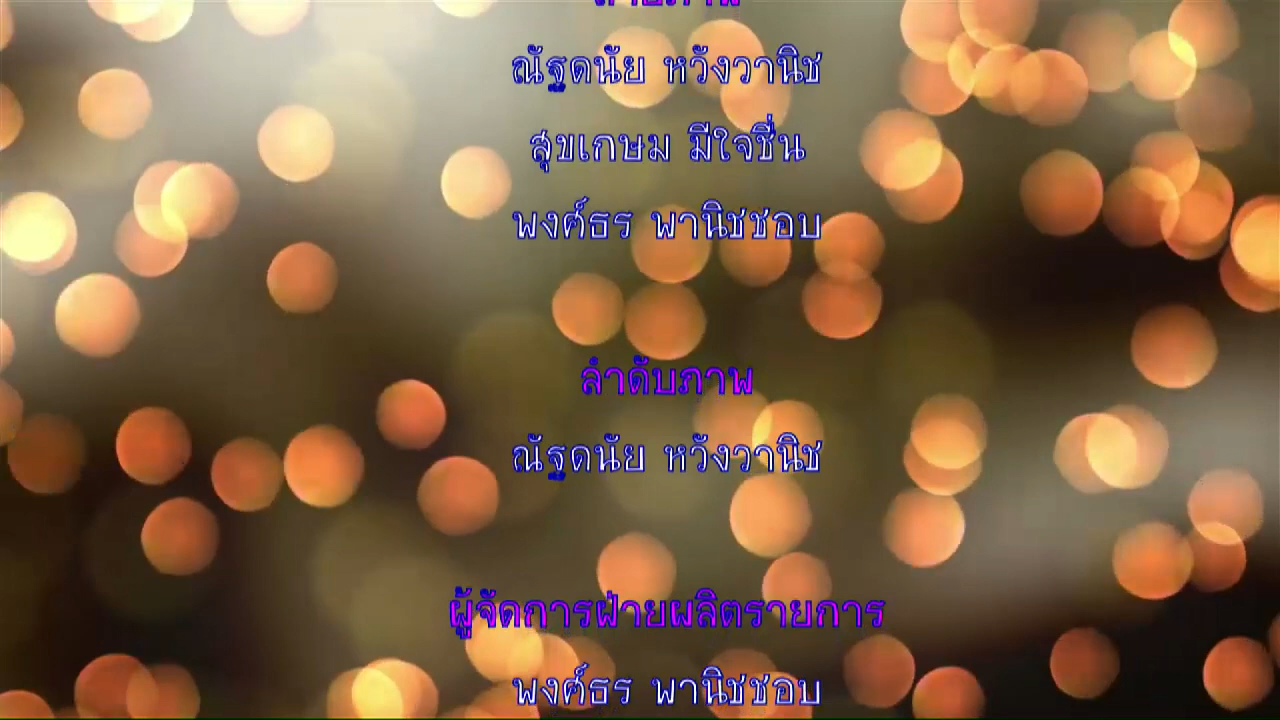 ณัฐดนัย หวังวานิช
สุขเกษม มีใจชื่น
พงศ์ธร พานิชชอบ
ลำดับภาพ
ณัฐดนัย หวังวานิช
ผู้จัดการฝ่ายผลิตรายการ
พงศ์ธร พานิชชอบ